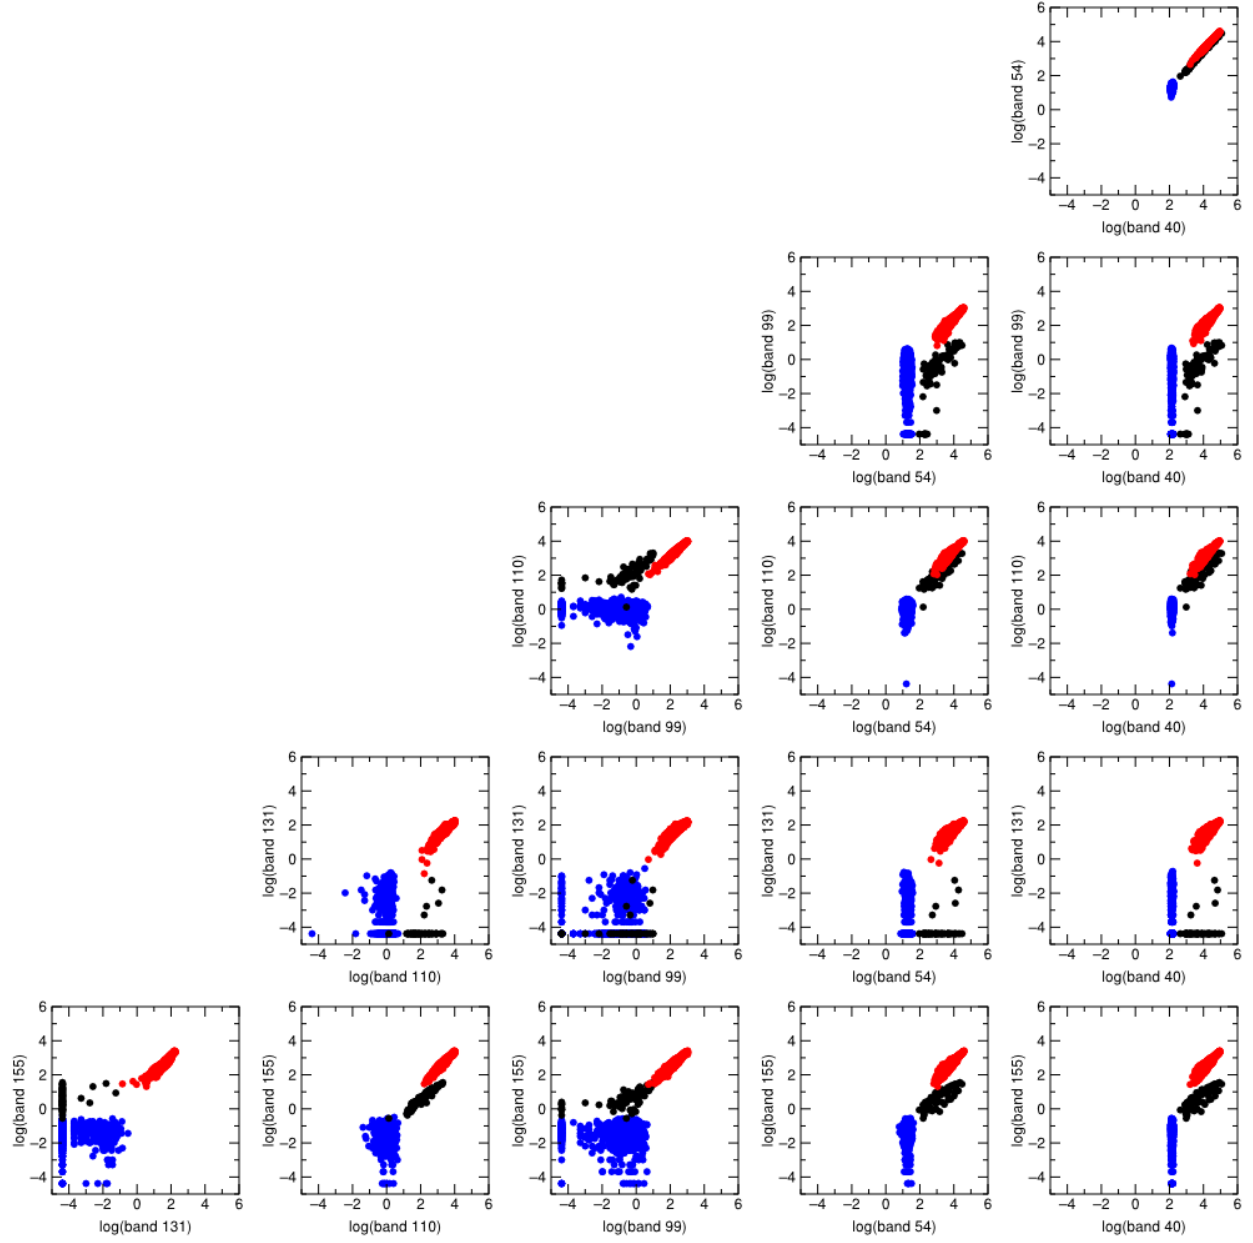 6
4
2
0
−2
−4
log(band 54)
−4 −2 0 2 4 6
log(band 40)
6 6
4 4
2 2
0 0
−2 −2
−4 −4
log(band 99) log(band 99)
−4 −2 0 2 4 6 −4 −2 0 2 4 6
log(band 54) log(band 40)
6 6 6
4 4 4
2 2 2
0 0 0
−2 −2 −2
−4 −4 −4
log(band 110) log(band 110) log(band 110)
−4 −2 0 2 4 6 −4 −2 0 2 4 6 −4 −2 0 2 4 6
log(band 99) log(band 54) log(band 40)
6 6 6 6
4 4 4 4
2 2 2 2
0 0 0 0
−2 −2 −2 −2
−4 −4 −4 −4
log(band 131) log(band 131) log(band 131) log(band 131)
−4 −2 0 2 4 6 −4 −2 0 2 4 6 −4 −2 0 2 4 6 −4 −2 0 2 4 6
log(band 110) log(band 99) log(band 54) log(band 40)
6 6 6 6 6
4 4 4 4 4
2 2 2 2 2
0 0 0 0 0
−2 −2 −2 −2 −2
−4 −4 −4 −4 −4
log(band 155) log(band 155) log(band 155) log(band 155) log(band 155)
−4 −2 0 2 4 6 −4 −2 0 2 4 6 −4 −2 0 2 4 6 −4 −2 0 2 4 6 −4 −2 0 2 4 6
log(band 131) log(band 110) log(band 99) log(band 54) log(band 40)